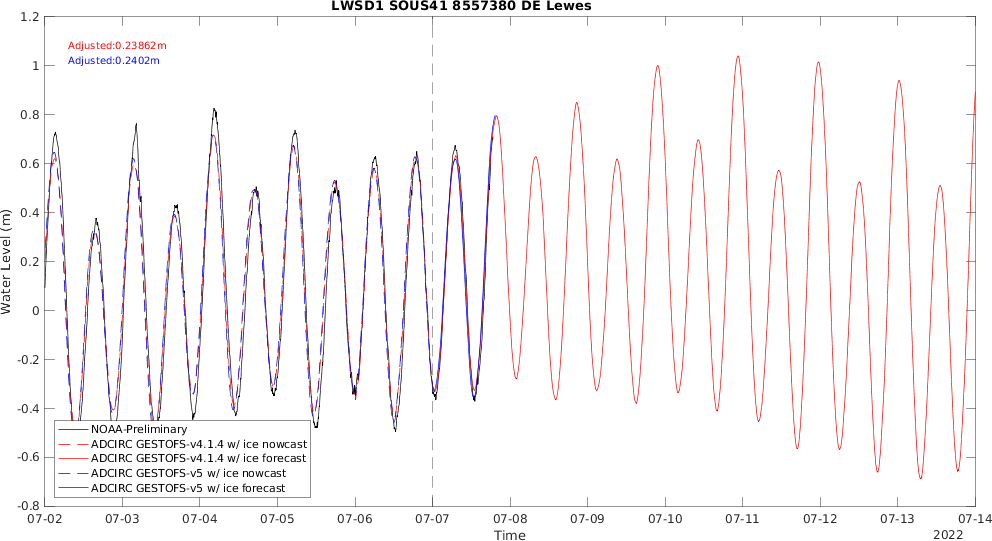 LWSD1 SOUS41 8557380 DE Lewes
Adjusted:0.23862m
Adjusted:0.2402m
Water Level (m)
1.2
1
0.8
0.6
0.4
0.2
0
-0.2
-0.4
-0.6
-0.8
NOAA-Preliminary
ADCIRC GESTOFS-v4.1.4 w/ ice nowcast
ADCIRC GESTOFS-v4.1.4 w/ ice forecast
ADCIRC GESTOFS-v5 w/ ice nowcast
ADCIRC GESTOFS-v5 w/ ice forecast
07-02 07-03 07-04 07-05 07-06 07-07 07-08 07-09 07-10 07-11 07-12 07-13 07-14
Time
2022